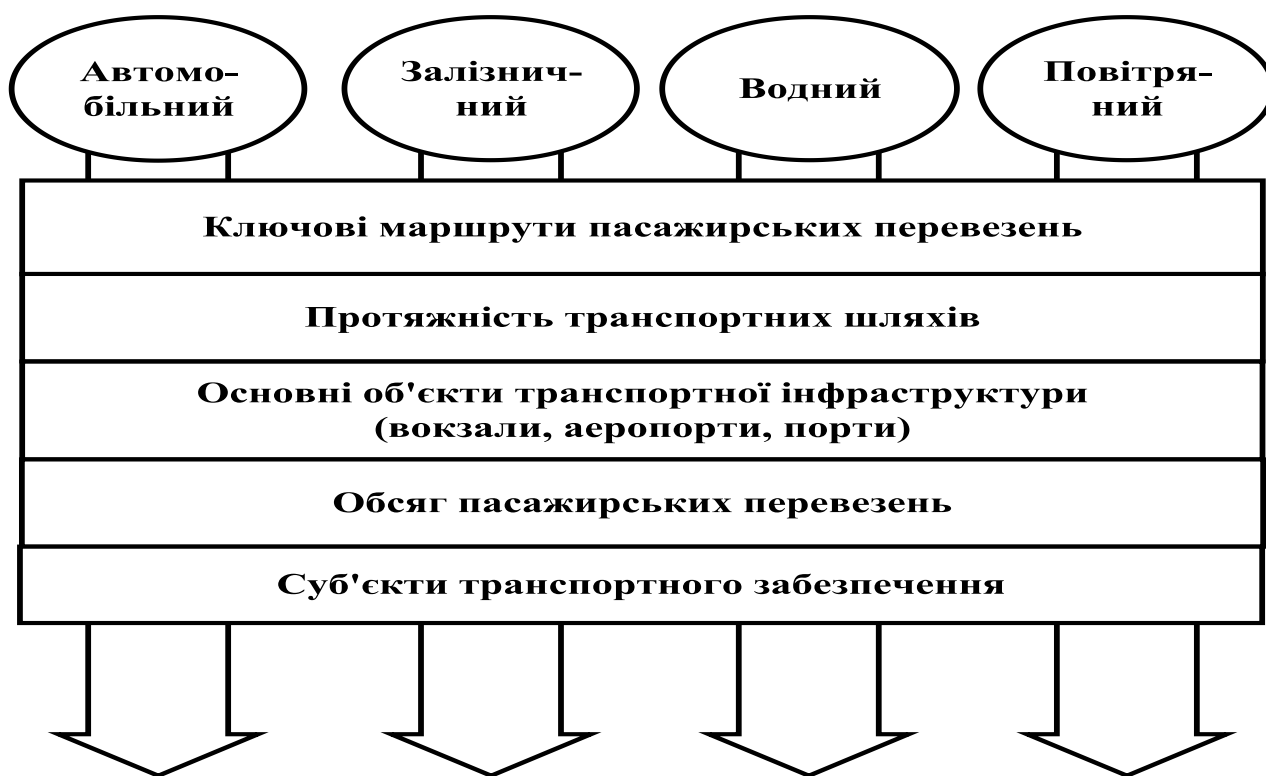 Автомо-
більний
Залізнич-
ний
Водний
Повітря-
ний
Ключові маршрути пасажирських перевезень
Протяжність транспортних шляхів
Основні об'єкти транспортної інфраструктури
(вокзали, аеропорти, порти)
Обсяг пасажирських перевезень
Суб'єкти транспортного забезпечення